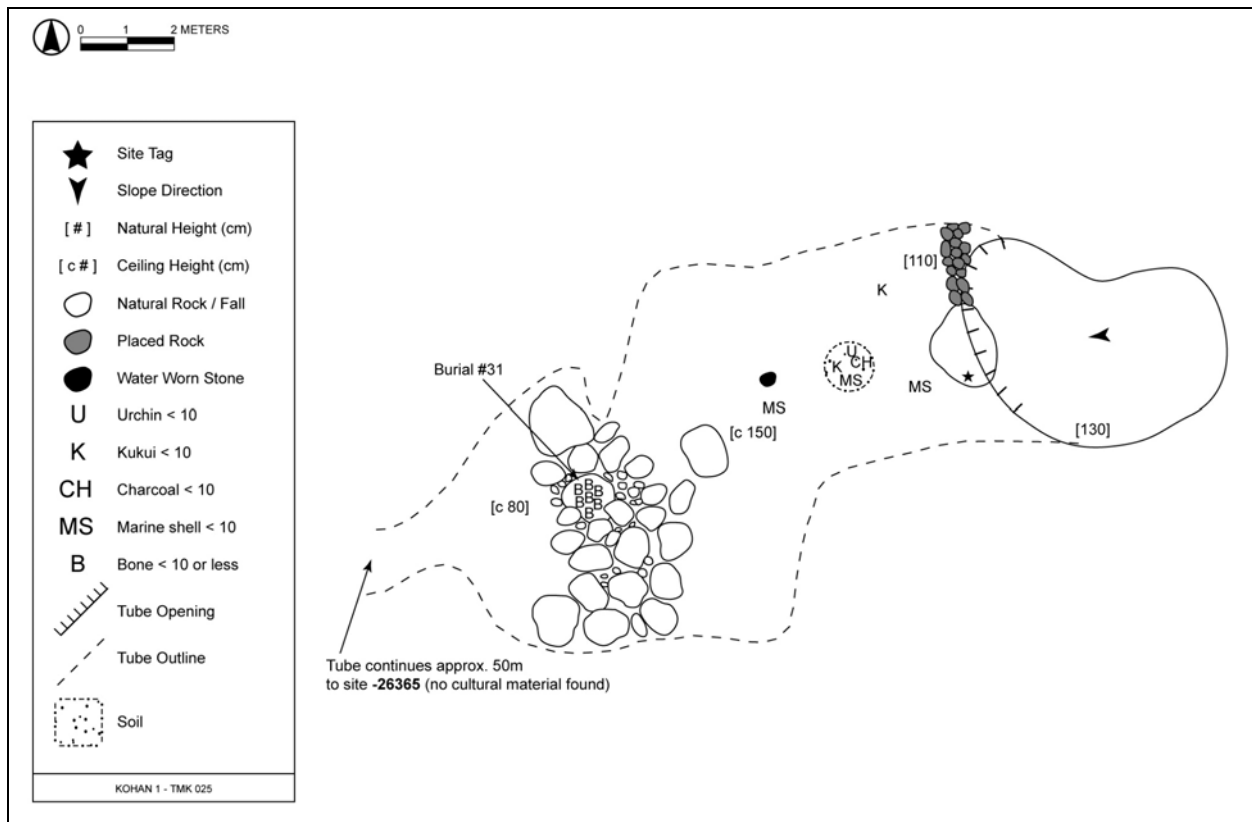 0 1 2 METERS
Site Tag
Slope Direction
[ # ] Natural Height (cm)
[ c # ] Ceiling Height (cm)
Natural Rock / Fall
Placed Rock
Water Worn Stone
U Urchin < 10
K Kukui < 10
CH Charcoal < 10
MS Marine shell < 10
B Bone < 10 or less
Tube Opening
Tube Outline
Soil
KOHAN 1 - TMK 025
[110]
K
U
K CH
MS
MS
[130]
MS
[c 150]
Burial #31
B
B B
B
B B
B
[c 80]
Tube continues approx. 50m
to site -26365 (no cultural material found)